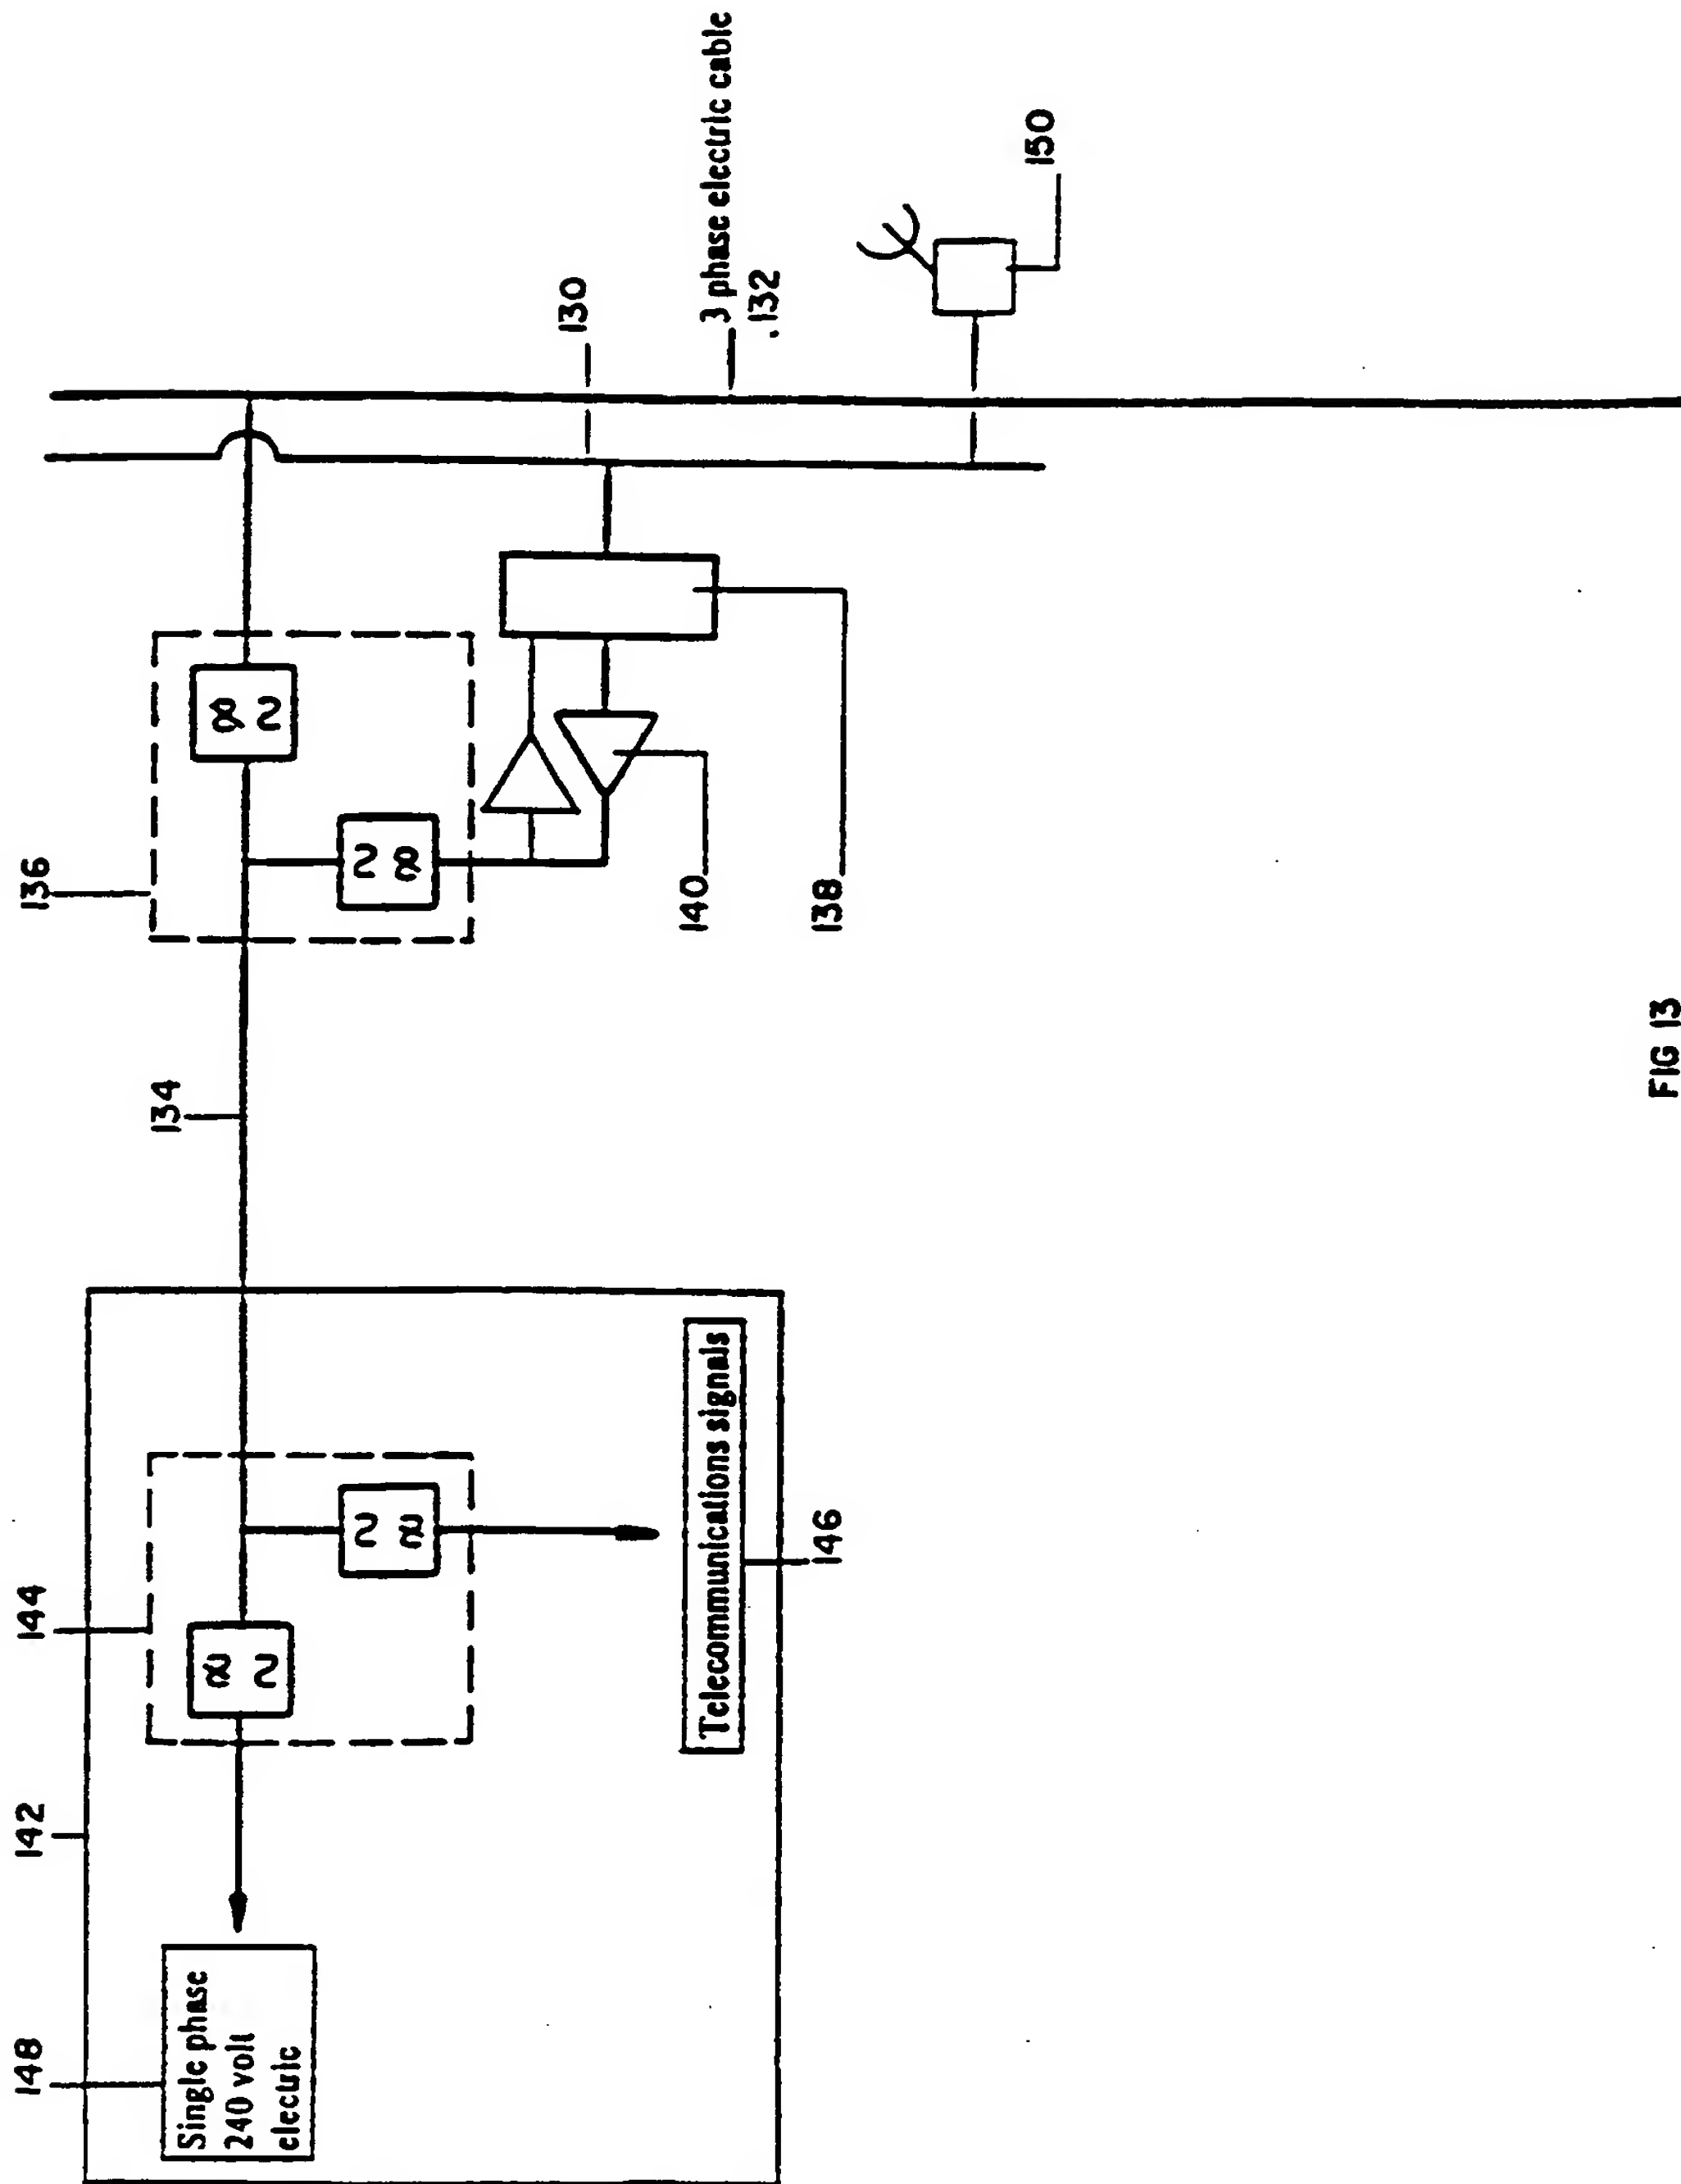 148
142
144
134
136
Single phase
240 volt
electric
Telecommunications signals
146
140
138
130
3 phase electric cable
.132
150
FIG 13